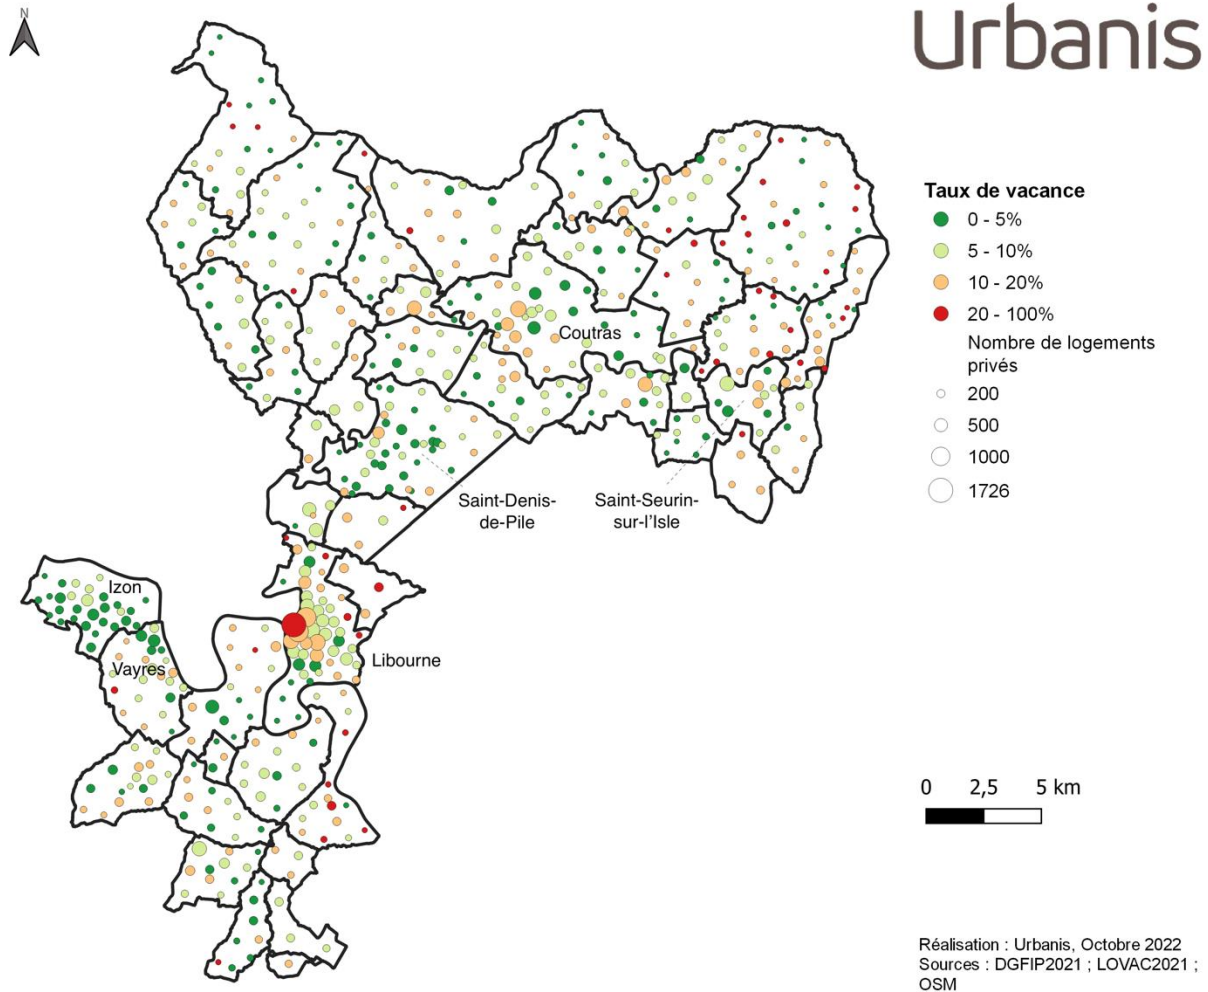 N
Urbanis
Taux de vacance
0 - 5%
5 - 10%
10 - 20%
20 - 100%
Nombre de logements
privés
200
500
1000
1726
Coutras
Saint-Denis-
de-Pile
Saint-Seurin-
sur-l'Isle
Izon
Vayres
Libourne
0 2,5 5 km
Réalisation : Urbanis, Octobre 2022
Sources : DGFIP2021 ; LOVAC2021 ;
OSM